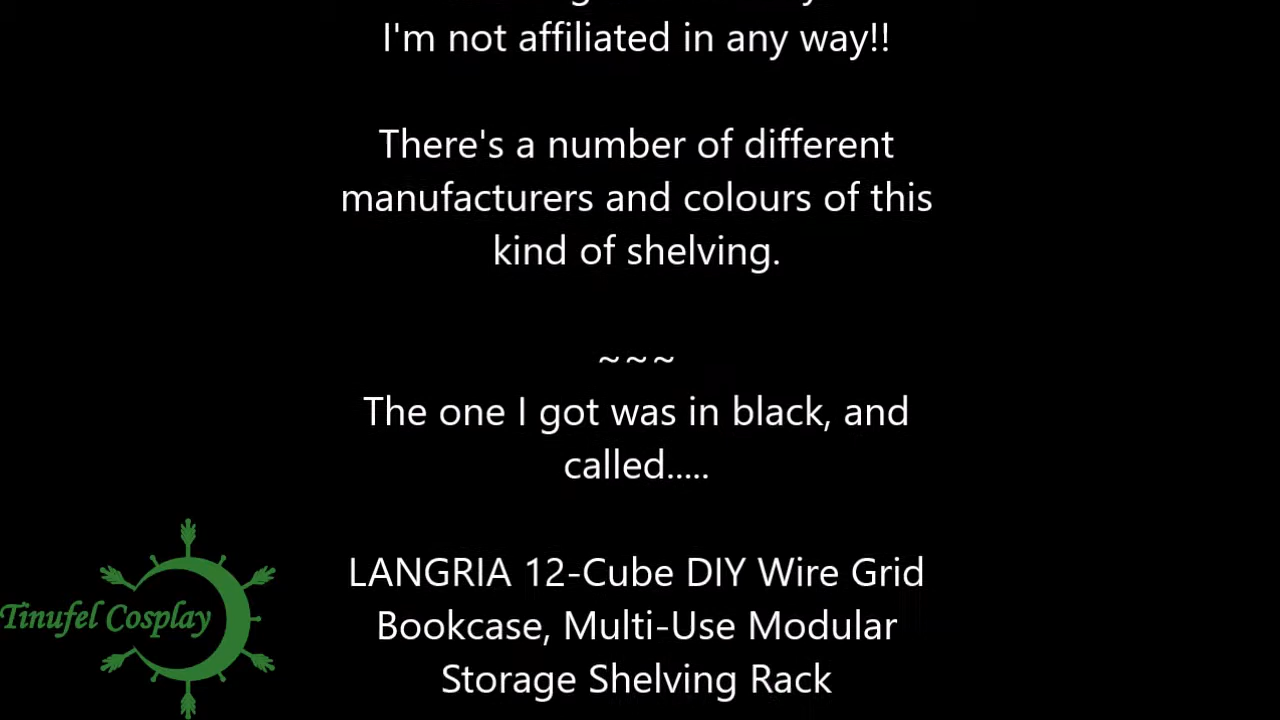 I'm not affiliated in any way!!
There's a number of different
manufacturers and colours of this
kind of shelving.
~~~
The one I got was in black, and
called.....
LANGRIA 12-Cube DIY Wire Grid
Bookcase, Multi-Use Modular
Storage Shelving Rack
Tinufel Cosplay